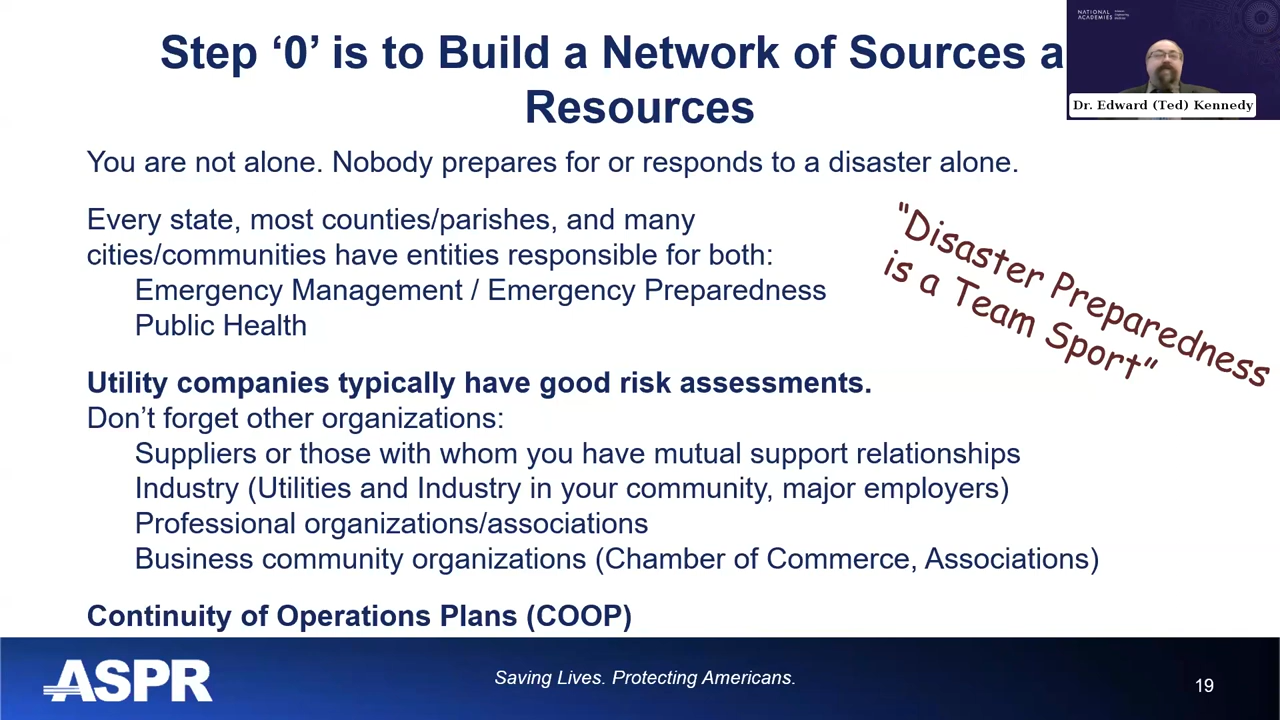 Step ‘0’ is to Build a Network of Sources a
Resources
NATIONAL
ACADEMIES
Dr. Edward (Ted) Kennedy
You are not alone. Nobody prepares for or responds to a disaster alone.
Every state, most counties/parishes, and many
cities/communities have entities responsible for both:
Emergency Management / Emergency Preparedness
Public Health
"Disaster Preparedness
is a Team Sport"
Utility companies typically have good risk assessments.
Don’t forget other organizations:
Suppliers or those with whom you have mutual support relationships
Industry (Utilities and Industry in your community, major employers)
Professional organizations/associations
Business community organizations (Chamber of Commerce, Associations)
Continuity of Operations Plans (COOP)
ASPR
Saving Lives. Protecting Americans.
19